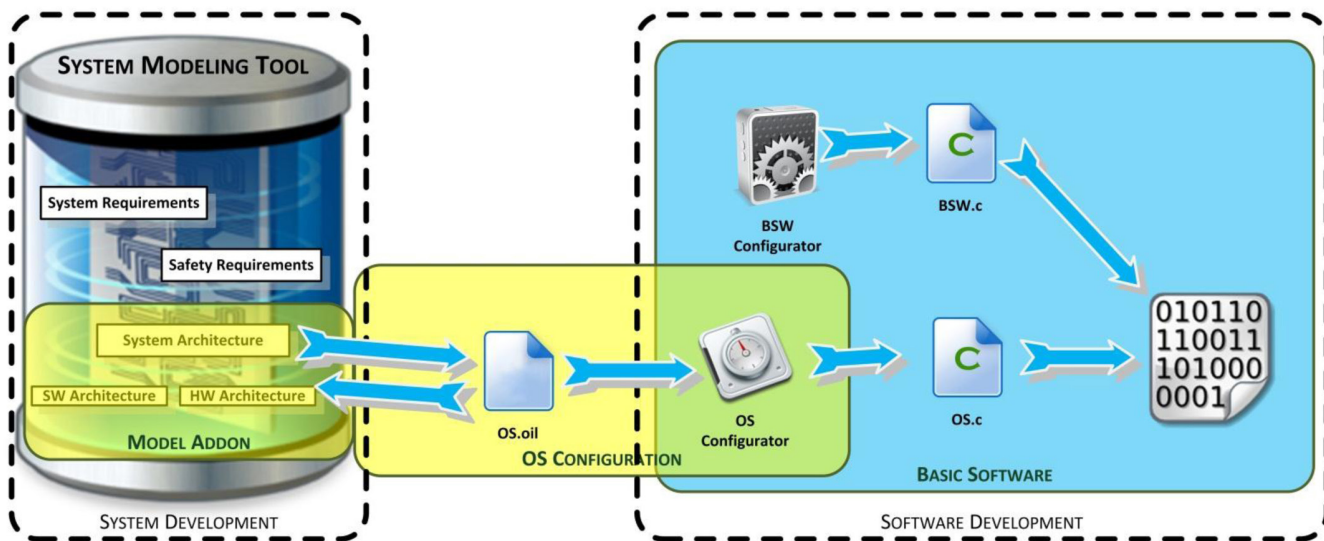 SYSTEM MODELING TOOL
System Requirements
Safety Requirements
System Architecture
SW Architecture
HW Architecture
MODEL ADDON
SYSTEM DEVELOPMENT
OS.oil
OS CONFIGURATION
OS
Configurator
BSW
Configurator
C
BSW.c
C
OS.c
010110
110011
101000
0001
BASIC SOFTWARE
SOFTWARE DEVELOPMENT